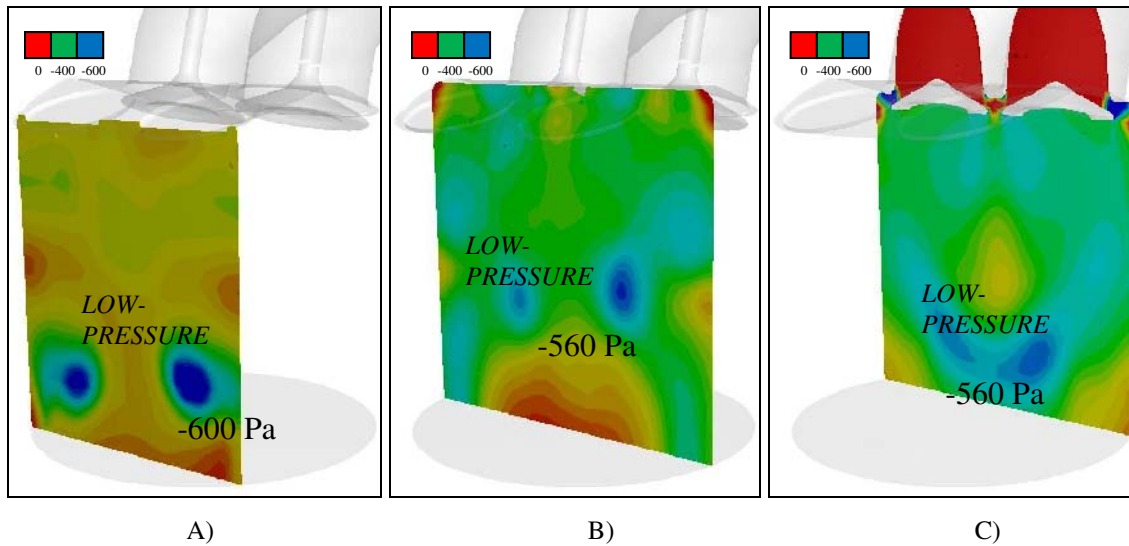 0 -400 -600
LOW-
PRESSURE
-600 Pa
A)
0 -400 -600
LOW-
PRESSURE
-560 Pa
B)
0 -400 -600
LOW-
PRESSURE
-560 Pa
C)